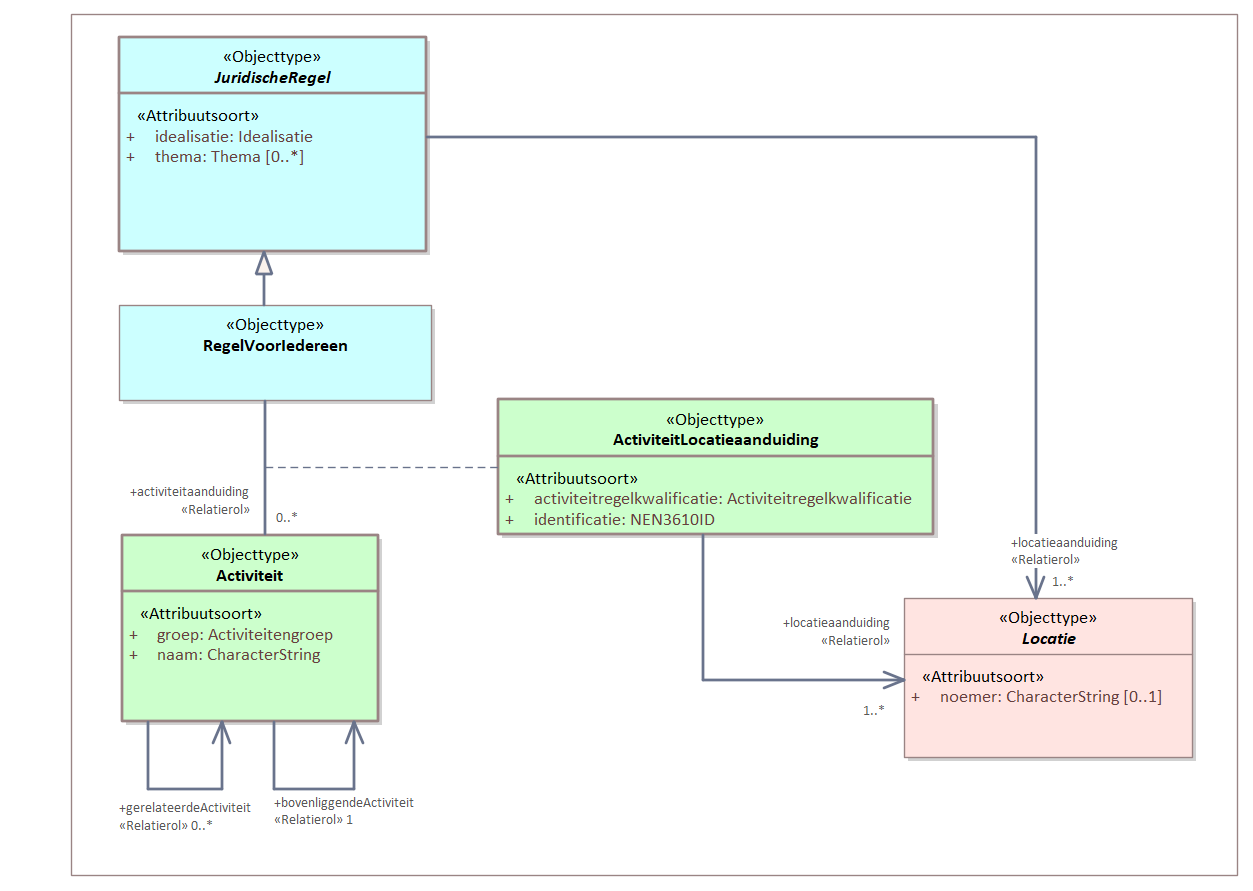 «Objecttype»
JuridischeRegel
«Attribuutsoort»
+ idealisatie: Idealisatie
+ thema: Thema [0..*]
«Objecttype»
RegelVoorIedereen
«Objecttype»
ActiviteitLocatieaanduiding
«Attribuutsoort»
+ activiteitregelkwalificatie: Activiteitregelkwalificatie
+ identificatie: NEN3610ID
+activiteitaanduiding
«Relatierol»
0..*
«Objecttype»
Activiteit
«Attribuutsoort»
+ groep: Activiteitengroep
+ naam: CharacterString
+locatieaanduiding
«Relatierol»
1..*
+locatieaanduiding
«Relatierol»
1..*
«Objecttype»
Locatie
«Attribuutsoort»
+ noemer: CharacterString [0..1]
+gerelateerdeActiviteit
«Relatierol» 0..*
+bovenliggendeActiviteit
«Relatierol» 1